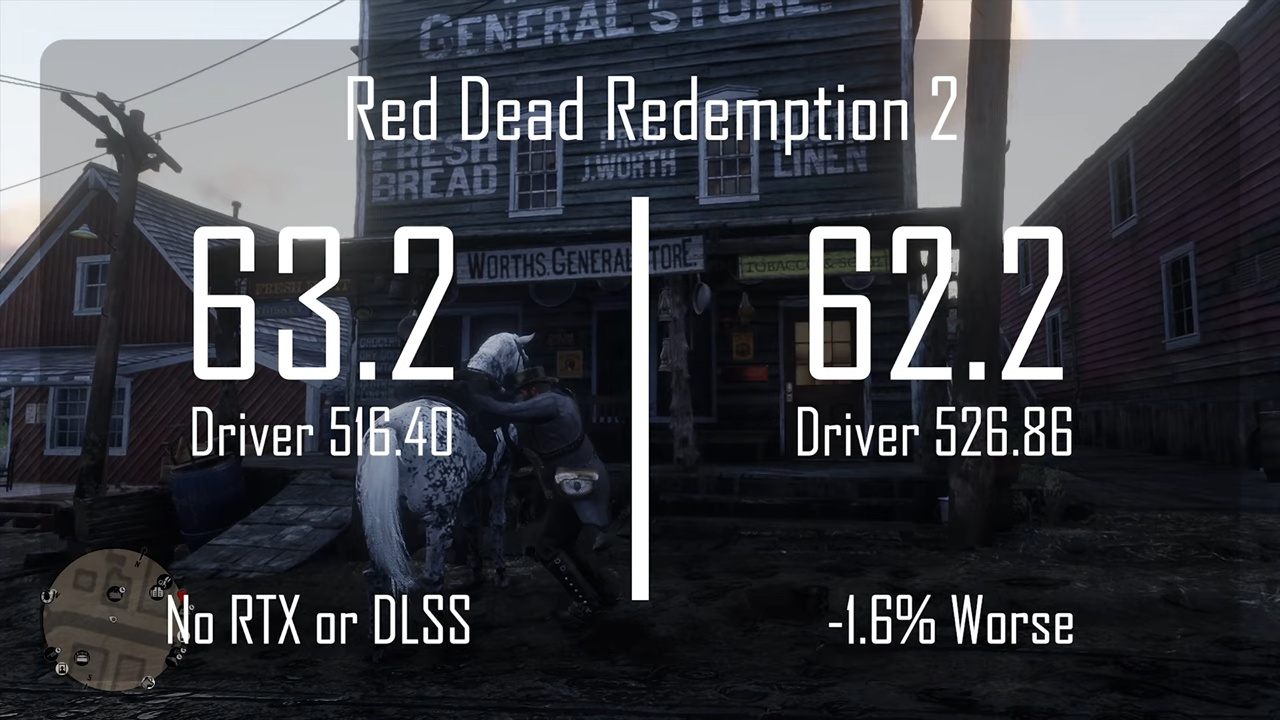 GENERAL STORE.
Red Dead Redemption 2
FRESH
BREAD
J.WORTH
LINEN
WORTHS.GENERAL STORE.
TOBACCO &
63.2
62.2
Driver 516.40
Driver 526.86
No RTX or DLSS
-1.6% Worse